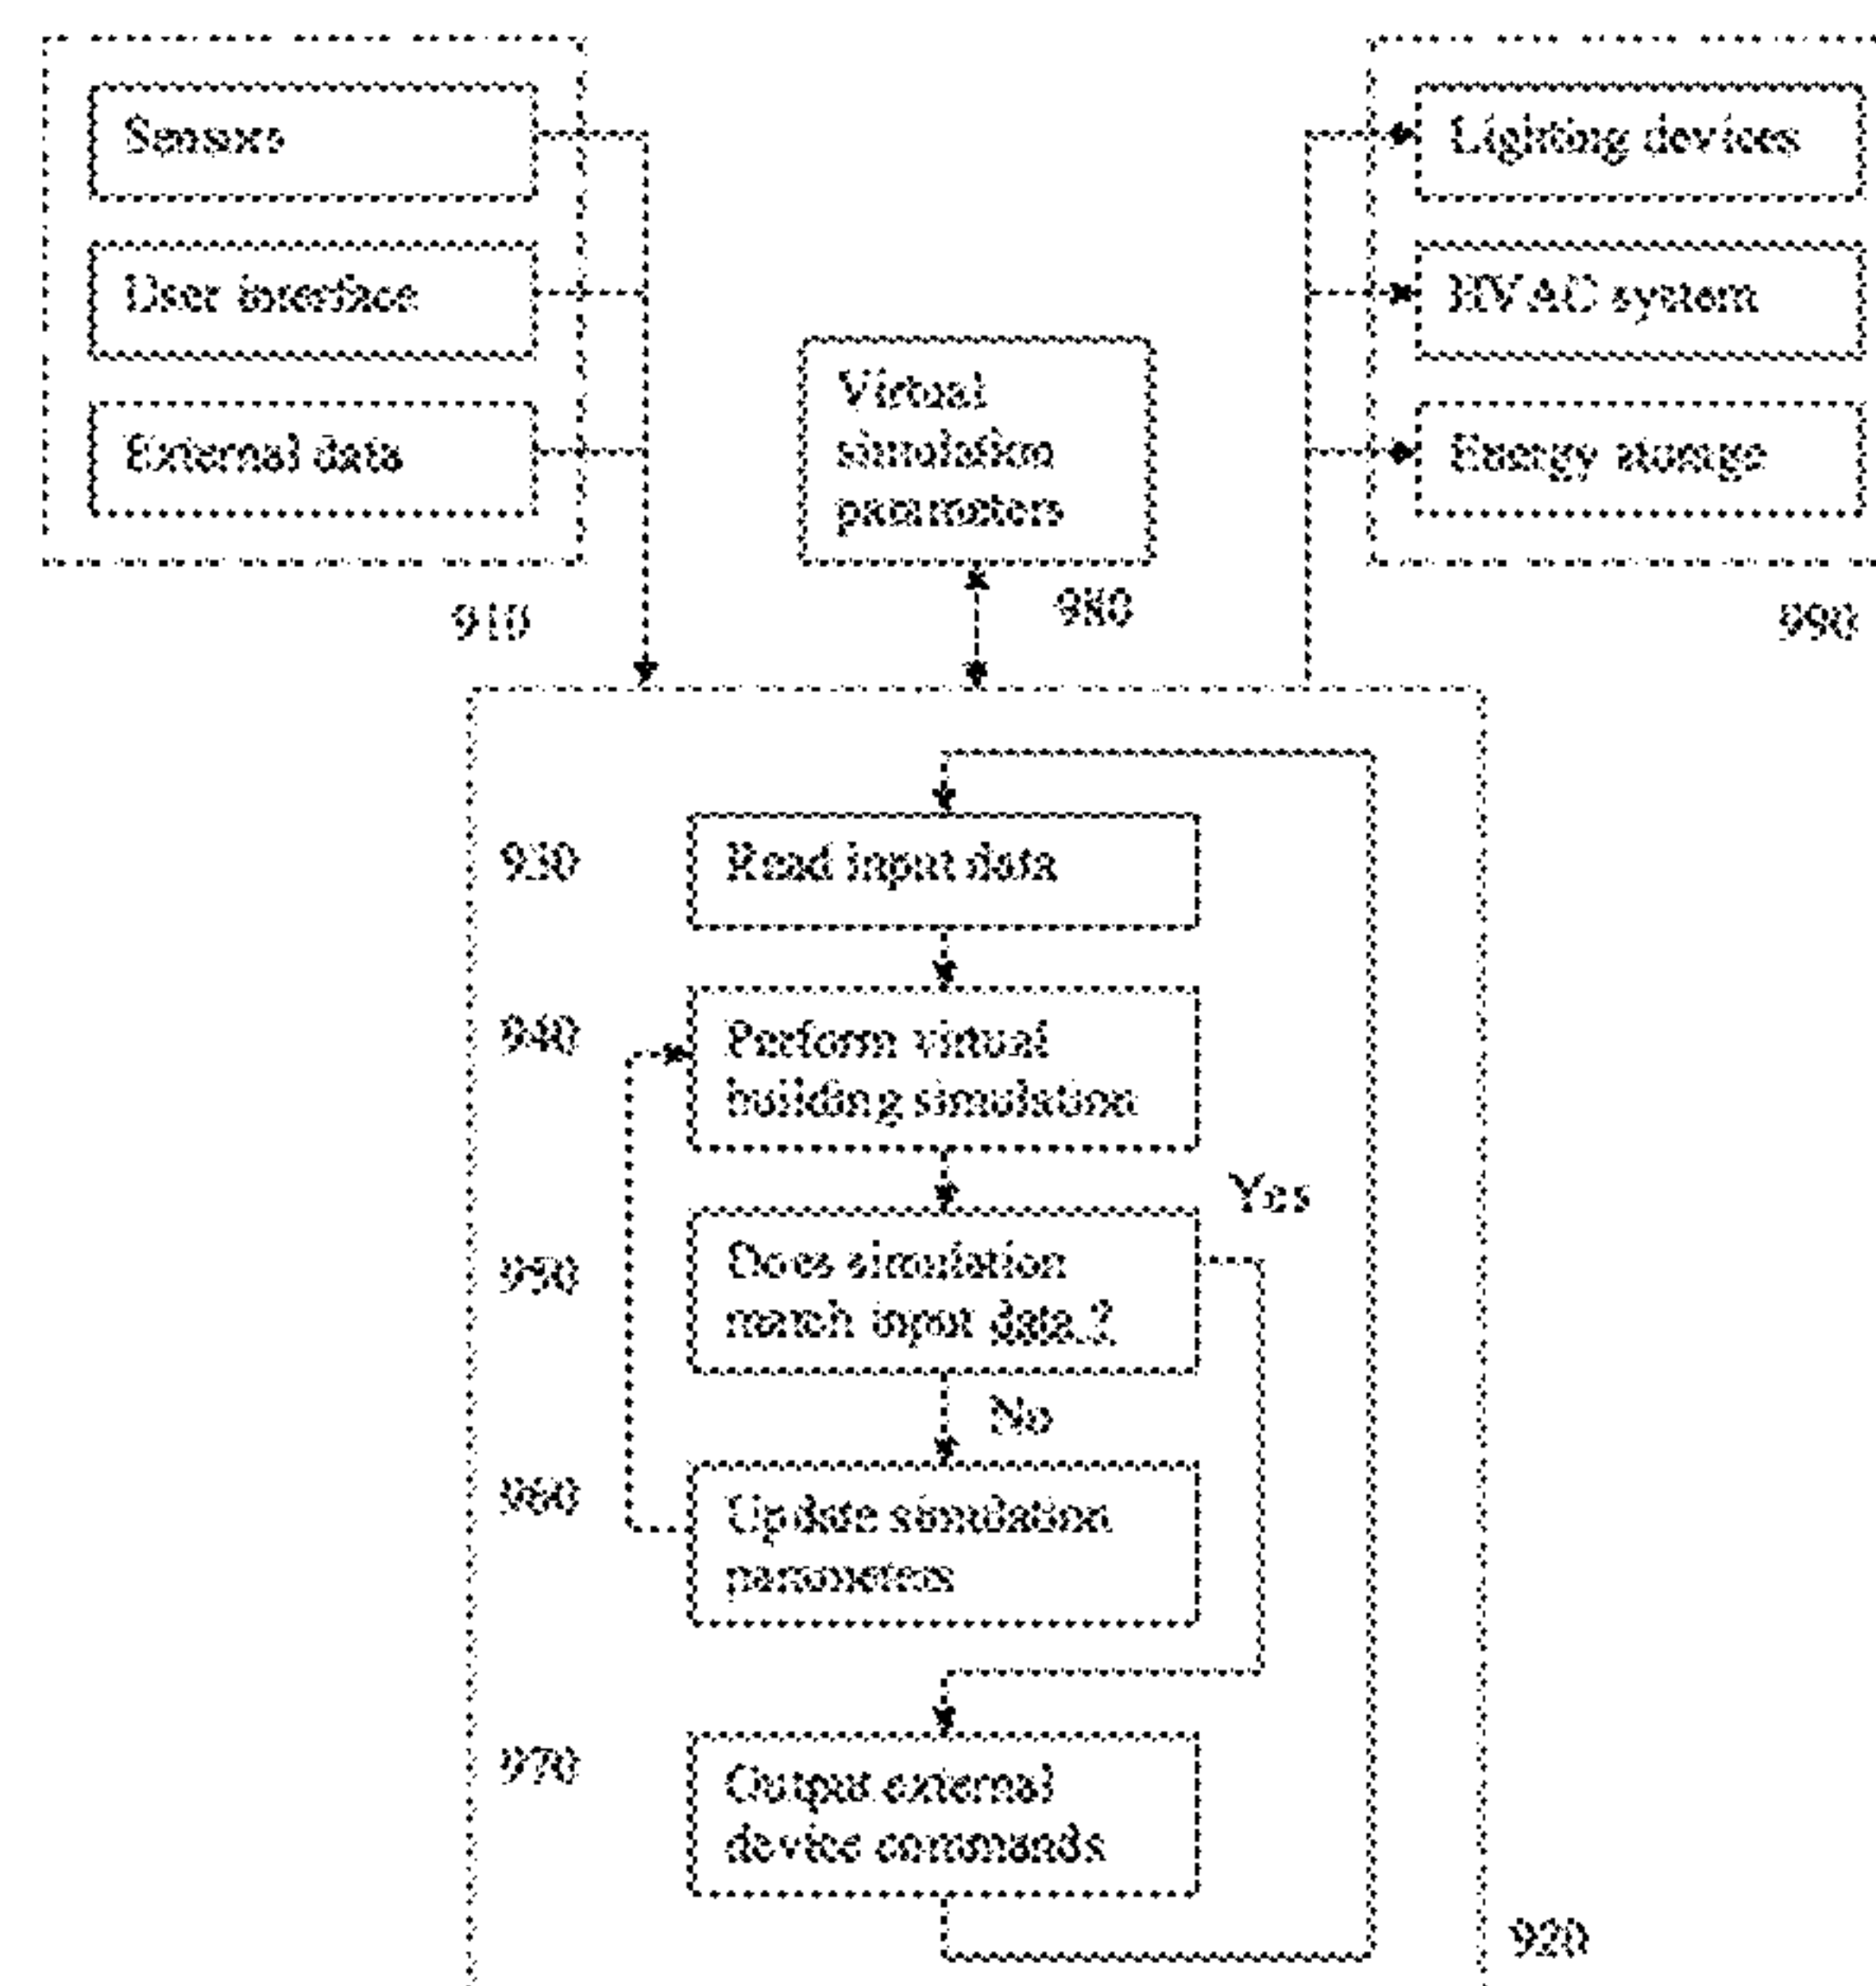 Sensors
User interface
External data
910
Virtual
simulation
parameters
980
Lighting devices
HVAC system
Energy storage
990
930
Read input data
940
Perform virtual
building simulation
Yes
950
Does simulation
match input data ?
No
960
Update simulation
parameters
970
Output external
device commands
920